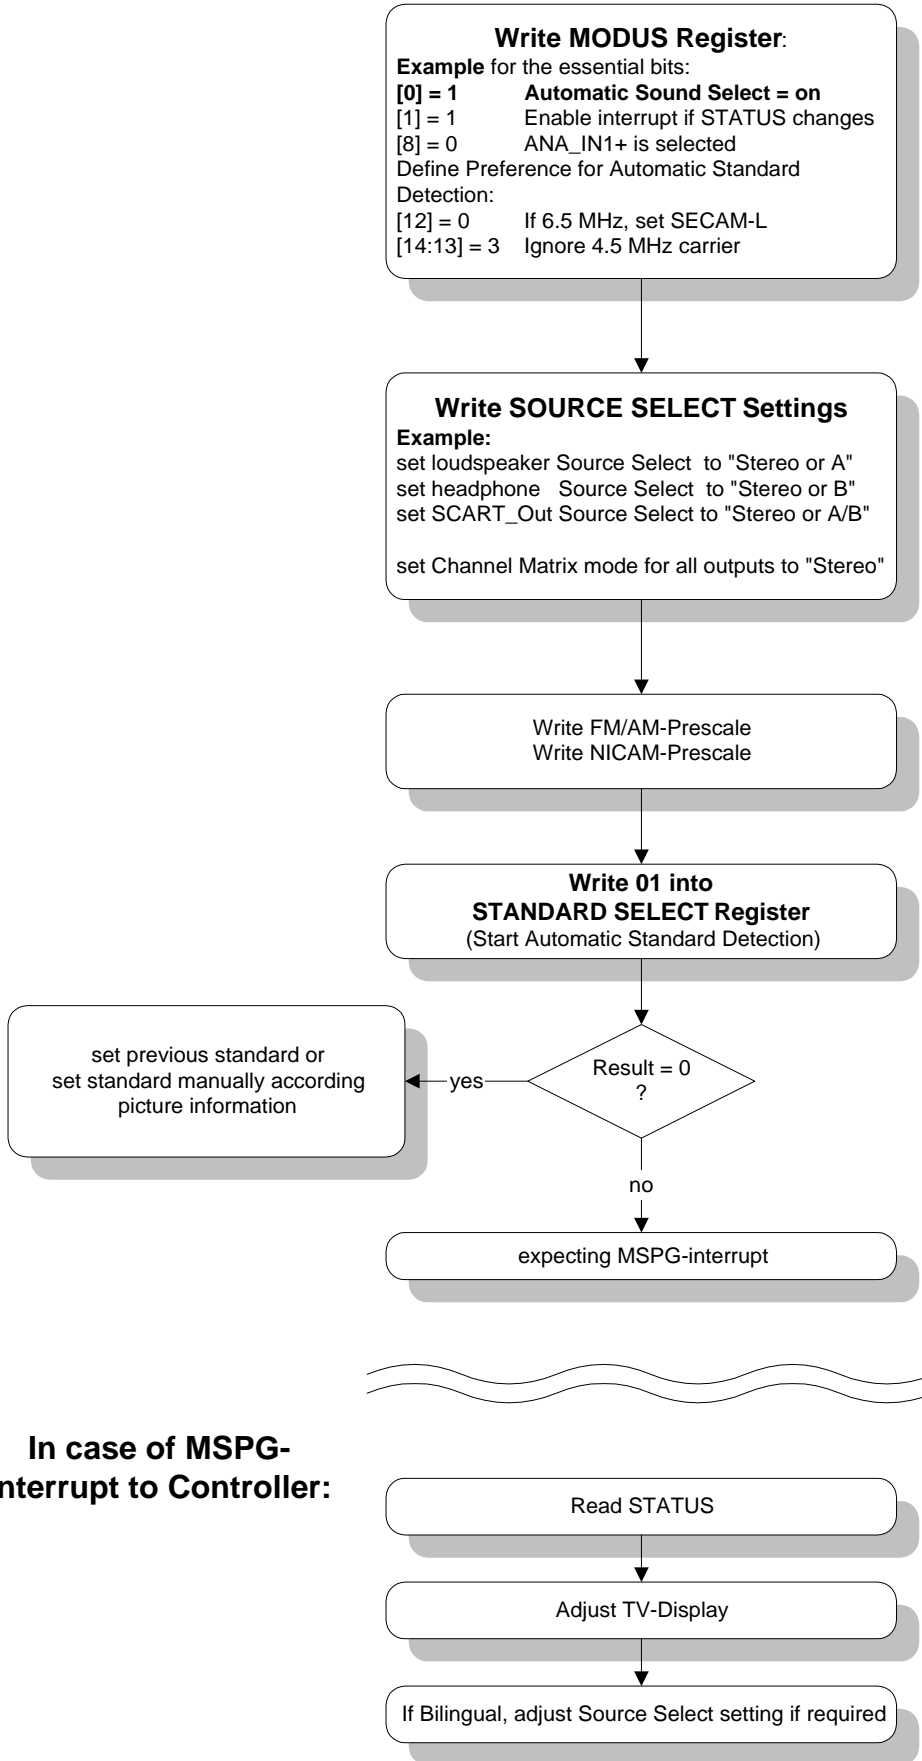 Write MODUS Register:
Example for the essential bits:
[0] = 1 Automatic Sound Select = on
[1] = 1 Enable interrupt if STATUS changes
[8] = 0 ANA_IN1+ is selected
Define Preference for Automatic Standard
Detection:
[12] = 0 If 6.5 MHz, set SECAM-L
[14:13] = 3 Ignore 4.5 MHz carrier
Write SOURCE SELECT Settings
Example:
set loudspeaker Source Select to "Stereo or A"
set headphone Source Select to "Stereo or B"
set SCART_Out Source Select to "Stereo or A/B"
set Channel Matrix mode for all outputs to "Stereo"
Write FM/AM-Prescale
Write NICAM-Prescale
Write 01 into
STANDARD SELECT Register
(Start Automatic Standard Detection)
Result = 0
?
yes
set previous standard or
set standard manually according
picture information
no
expecting MSPG-interrupt
In case of MSPG-
nterrupt to Controller:
Read STATUS
Adjust TV-Display
If Bilingual, adjust Source Select setting if required